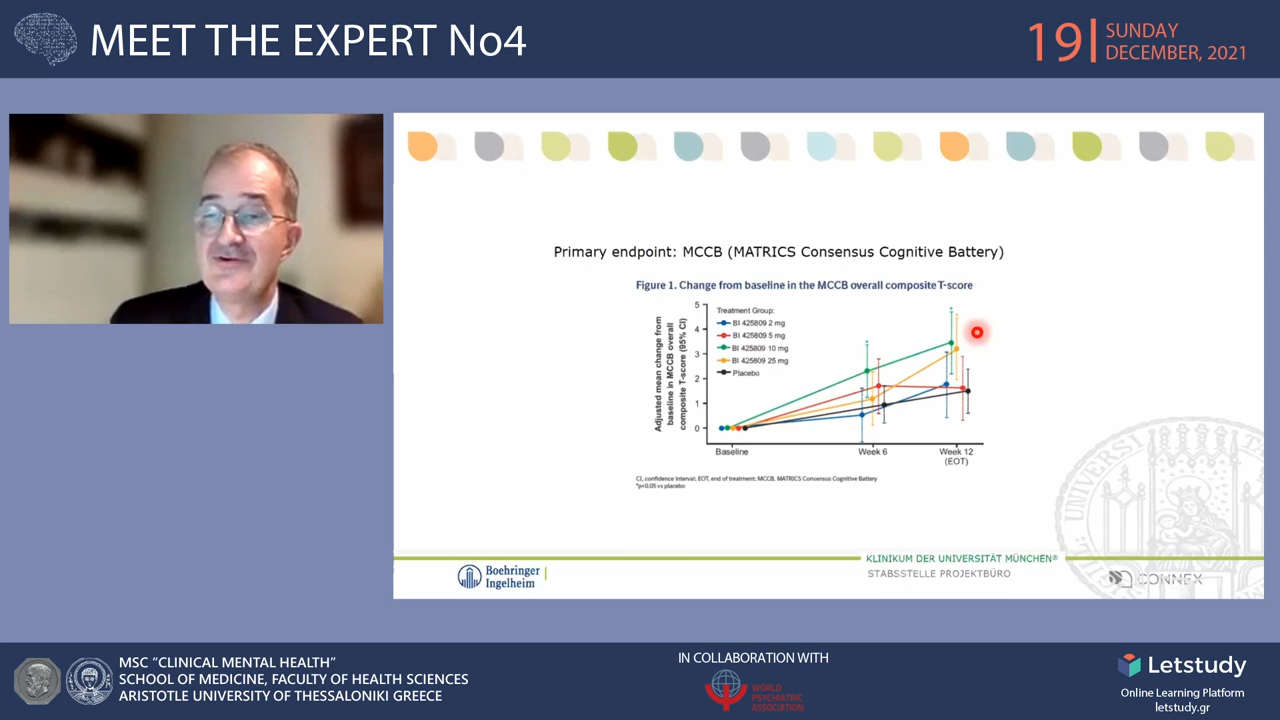 MEET THE EXPERT No4
19
SUNDAY
DECEMBER, 2021
Primary endpoint: MCCB (MATRICS Consensus Cognitive Battery)
Figure 1. Change from baseline in the MCCB overall composite T-score
Adjusted mean change from
baseline in MCCB overall
composite T-score (95% CI)
5
4
3
2
1
0
Treatment Group:
BI 425809 2 mg
BI 425809 5 mg
BI 425809 10 mg
BI 425809 25 mg
Placebo
Baseline
Week 6
Week 12
(EOT)
CI, confidence interval; EOT, end of treatment; MCCB, MATRICS Consensus Cognitive Battery
*p<0.05 vs placebo
Boehringer
Ingelheim
KLINIKUM DER UNIVERSITÄT MÜNCHEN®
STABSSTELLE PROJEKTBÜRO
CONNEX
MSC “CLINICAL MENTAL HEALTH”
SCHOOL OF MEDICINE, FACULTY OF HEALTH SCIENCES
ARISTOTLE UNIVERSITY OF THESSALONIKI GREECE
IN COLLABORATION WITH
WORLD
PSYCHIATRIC
ASSOCIATION
Letstudy
Online Learning Platform
letstudy.gr